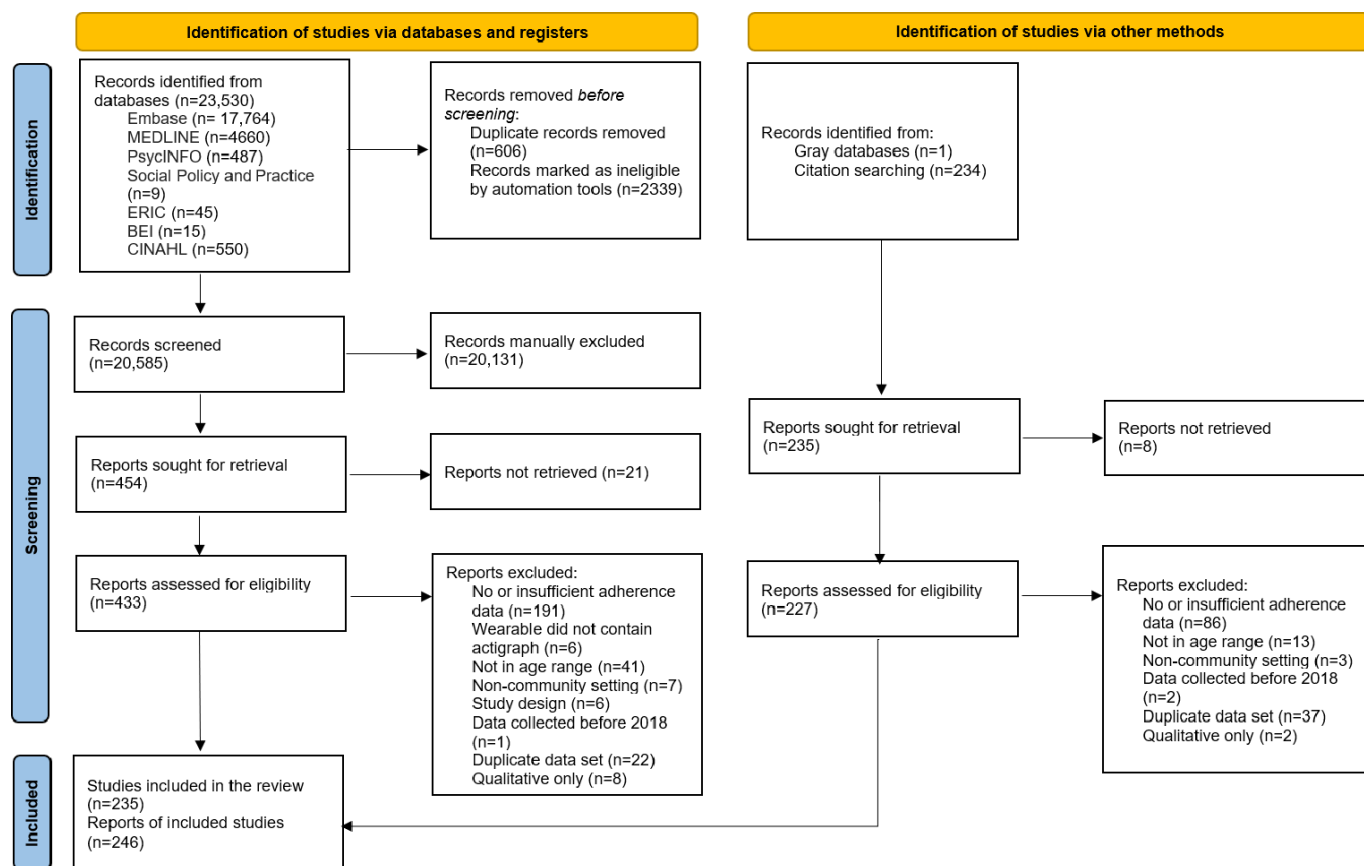 Identification of studies via databases and registers
Identification of studies via other methods
Identification
Records identified from
databases (n=23,530)
Embase (n= 17,764)
MEDLINE (n=4660)
PsycINFO (n=487)
Social Policy and Practice
(n=9)
ERIC (n=45)
BEI (n=15)
CINAHL (n=550)
Records removed before
screening:
Duplicate records removed
(n=606)
Records marked as ineligible
by automation tools (n=2339)
Records identified from:
Gray databases (n=1)
Citation searching (n=234)
Screening
Records screened
(n=20,585)
Records manually excluded
(n=20,131)
Reports sought for retrieval
(n=454)
Reports not retrieved (n=21)
Reports sought for retrieval
(n=235)
Reports not retrieved
(n=8)
Reports assessed for eligibility
(n=433)
Reports excluded:
No or insufficient adherence
data (n=191)
Wearable did not contain
actigraph (n=6)
Not in age range (n=41)
Non-community setting (n=7)
Study design (n=6)
Data collected before 2018
(n=1)
Duplicate data set (n=22)
Qualitative only (n=8)
Reports assessed for eligibility
(n=227)
Reports excluded:
No or insufficient adherence
data (n=86)
Not in age range (n=13)
Non-community setting (n=3)
Data collected before 2018
(n=2)
Duplicate data set (n=37)
Qualitative only (n=2)
Included
Studies included in the review
(n=235)
Reports of included studies
(n=246)